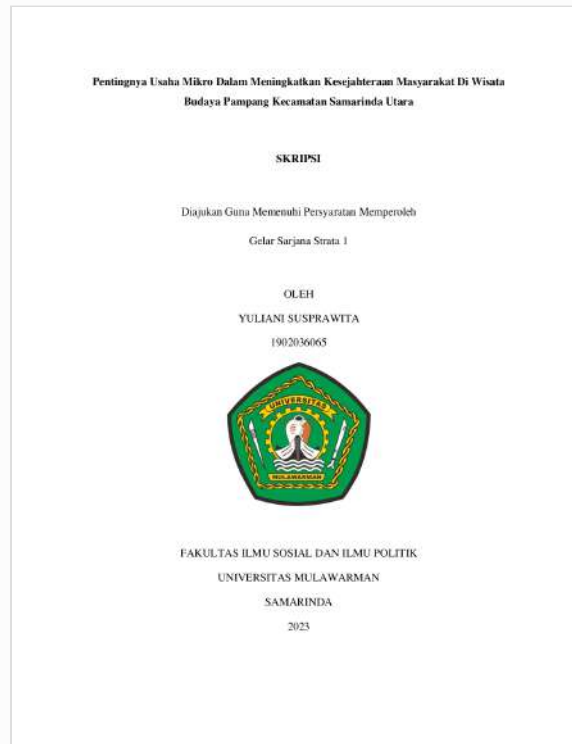 Pentingnya Usaha Mikro Dalam Meningkatkan Kesejahteraan Masyarakat Di Wisata
Budaya Pampang Kecamatan Samarinda Utara
SKRIPSI
Diajukan Guna Memenuhi Persyaratan Memperoleh
Gelar Sarjana Strata 1
OLEH
YULIANI SUSPRAWITA
1902036065
UNIVERSITAS
MULAWARMAN
FAKULTAS ILMU SOSIAL DAN ILMU POLITIK
UNIVERSITAS MULAWARMAN
SAMARINDA
2023